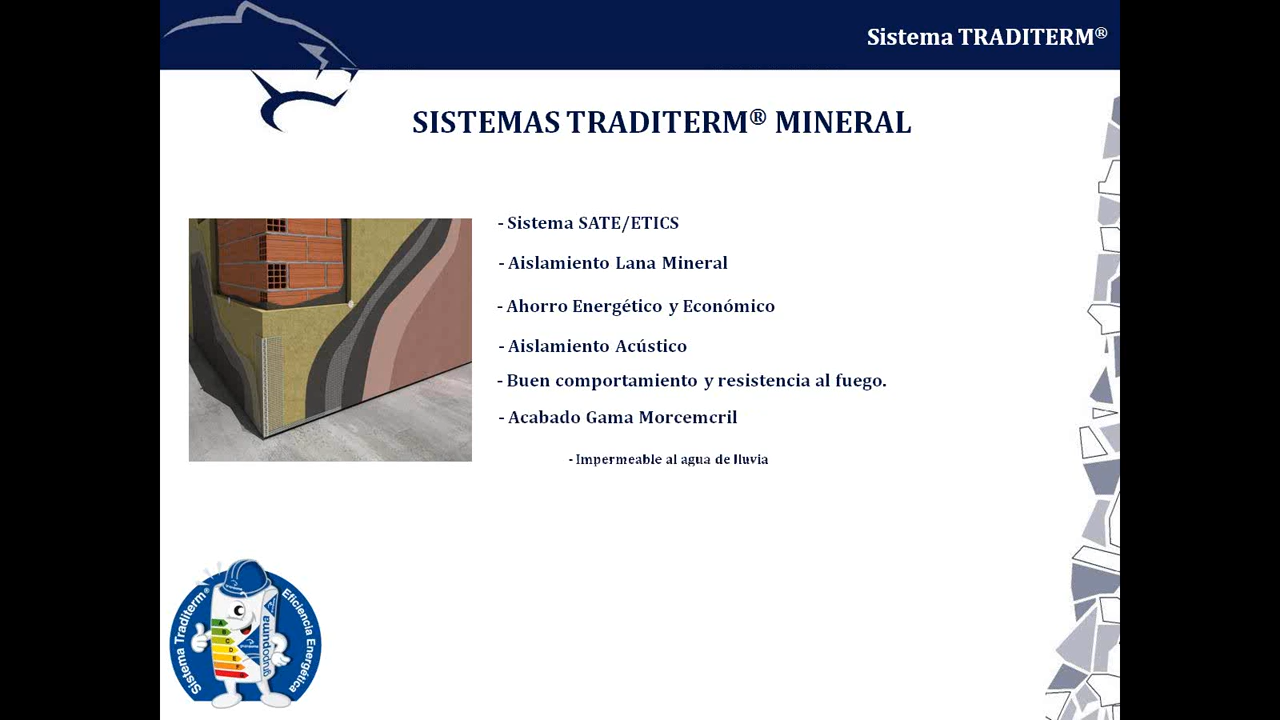 Sistema TRADITERM®
SISTEMAS TRADITERM® MINERAL
- Sistema SATE/ETICS
- Aislamiento Lana Mineral
- Ahorro Energético y Económico
- Aislamiento Acústico
- Buen comportamiento y resistencia al fuego.
- Acabado Gama Morcemcril
- Impermeable al agua de lluvia
Sistema Traditerm®
Eficiencia Energética
grupopuma
A
B
C
D
E
F
G